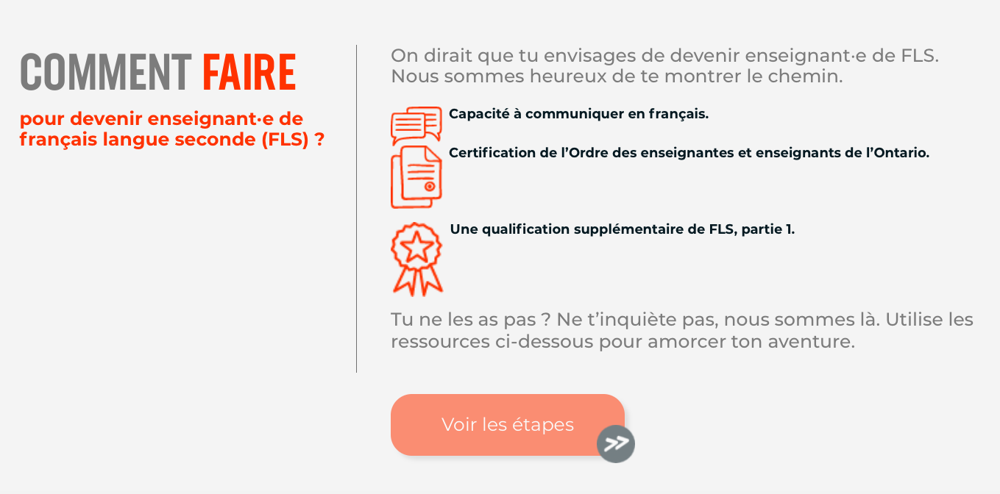 COMMENT FAIRE
pour devenir enseignant·e de
français langue seconde (FLS) ?
On dirait que tu envisages de devenir enseignant·e de FLS.
Nous sommes heureux de te montrer le chemin.
Capacité à communiquer en français.
Certification de l’Ordre des enseignantes et enseignants de l’Ontario.
Une qualification supplémentaire de FLS, partie 1.
Tu ne les as pas ? Ne t’inquiète pas, nous sommes là. Utilise les
ressources ci-dessous pour amorcer ton aventure.
Voir les étapes